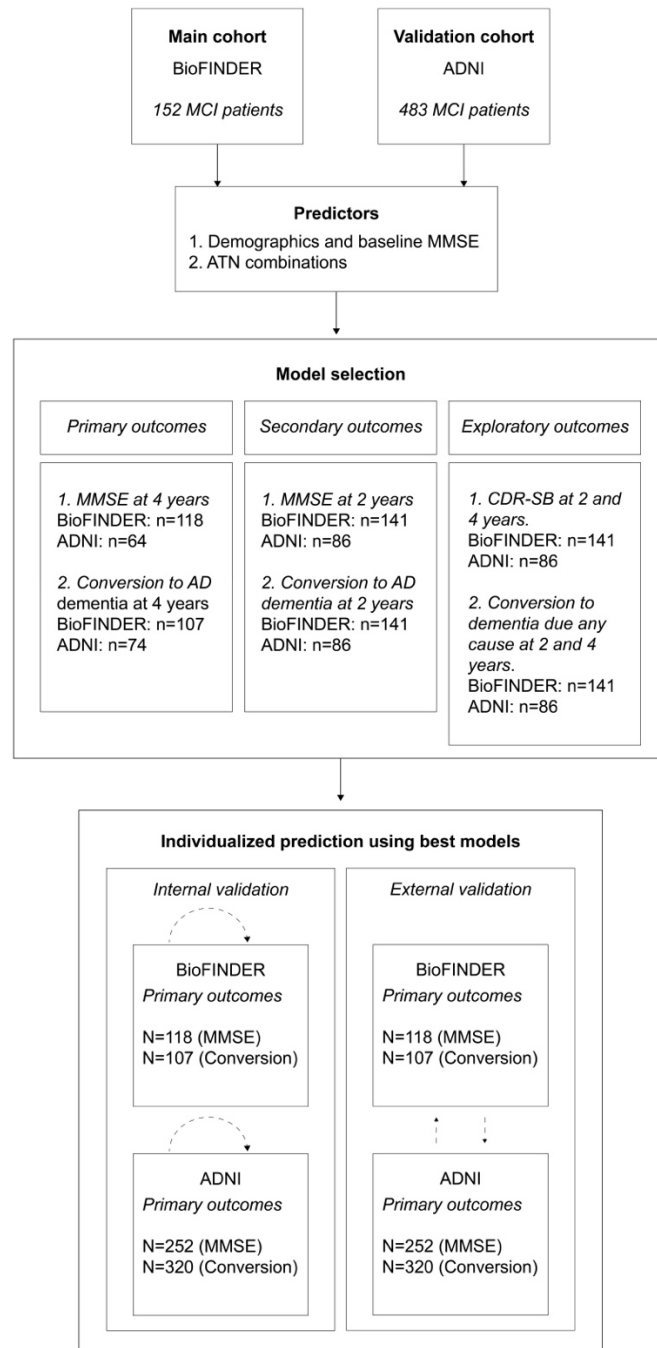 Main cohort
BioFINDER
152 MCI patients
Validation cohort
ADNI
483 MCI patients
Predictors
1. Demographics and baseline MMSE
2. ATN combinations
Model selection
Primary outcomes
1. MMSE at 4 years
BioFINDER: n=118
ADNI: n=64
2. Conversion to AD
dementia at 4 years
BioFINDER: n=107
ADNI: n=74
Secondary outcomes
1. MMSE at 2 years
BioFINDER: n=141
ADNI: n=86
2. Conversion to AD
dementia at 2 years
BioFINDER: n=141
ADNI: n=86
Exploratory outcomes
1. CDR-SB at 2 and
4 years.
BioFINDER: n=141
ADNI: n=86
2. Conversion to
dementia due any
cause at 2 and 4
years.
BioFINDER: n=141
ADNI: n=86
Individualized prediction using best models
Internal validation
BioFINDER
Primary outcomes
N=118 (MMSE)
N=107 (Conversion)
ADNI
Primary outcomes
N=252 (MMSE)
N=320 (Conversion)
External validation
BioFINDER
Primary outcomes
N=118 (MMSE)
N=107 (Conversion)
ADNI
Primary outcomes
N=252 (MMSE)
N=320 (Conversion)